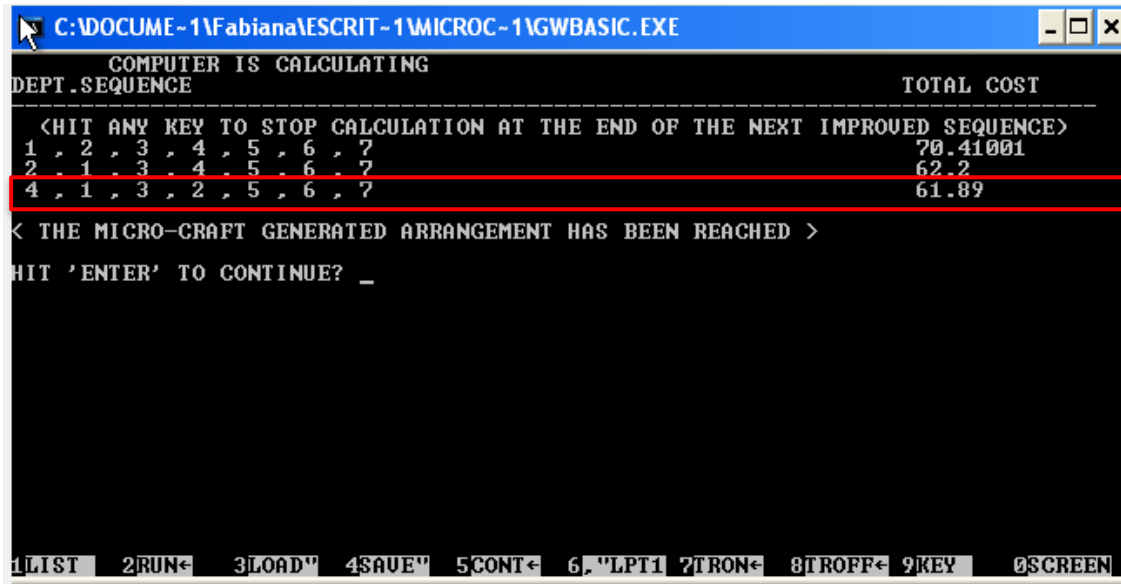 C:\DOCUME~1\Fabiana\ESCRIT~1\MICROC~1\GWBASIC.EXE
COMPUTER IS CALCULATING
DEPT.SEQUENCE TOTAL COST
<HIT ANY KEY TO STOP CALCULATION AT THE END OF THE NEXT IMPROVED SEQUENCE>
1 , 2 , 3 , 4 , 5 , 6 , 7 70.41001
2 , 1 , 3 , 4 , 5 , 6 , 7 62.2
4 , 1 , 3 , 2 , 5 , 6 , 7 61.89
< THE MICRO-CRAFT GENERATED ARRANGEMENT HAS BEEN REACHED >
HIT 'ENTER' TO CONTINUE? _
1LIST 2RUN← 3LOAD" 4SAVE" 5CONT← 6,"LPT1 7TRON← 8TROFF← 9KEY 0SCREEN